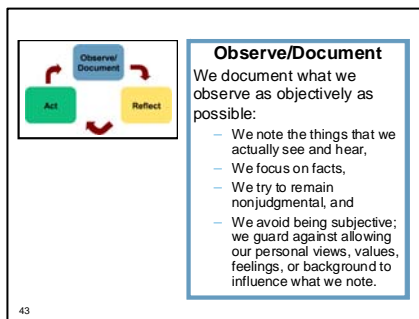 Observe/
Document
Act
Reflect
Observe/Document
We document what we
observe as objectively as
possible:
– We note the things that we
actually see and hear,
– We focus on facts,
– We try to remain
nonjudgmental, and
– We avoid being subjective;
we guard against allowing
our personal views, values,
feelings, or background to
influence what we note.
43